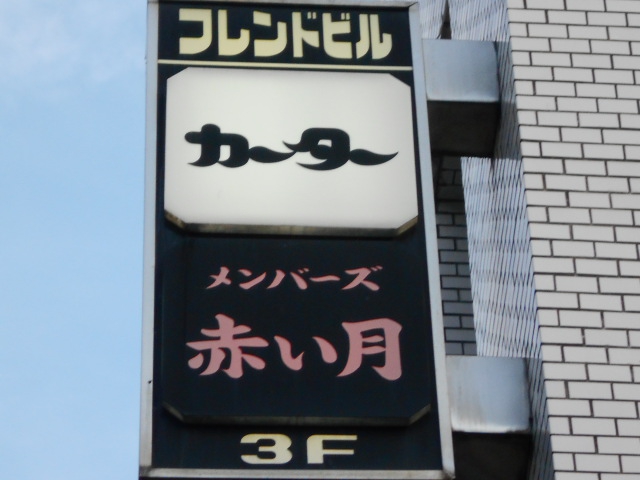 フレンドビル
カーター
メンバーズ
赤い月
3F